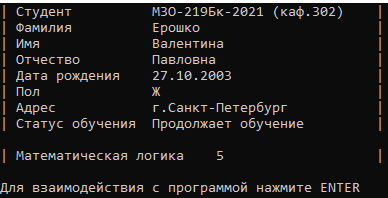 | Студент          МЗО-219Бк-2021 (каф.302)    |
| Фамилия          Ерошко                      |
| Имя              Валентина                   |
| Отчество         Павловна                    |
| Дата рождения    27.10.2003                  |
| Пол              Ж                           |
| Адрес            г.Санкт-Петербург           |
| Статус обучения  Продолжает обучение         |
| Математическая логика    5                   |
Для взаимодействия с программой нажмите ENTER